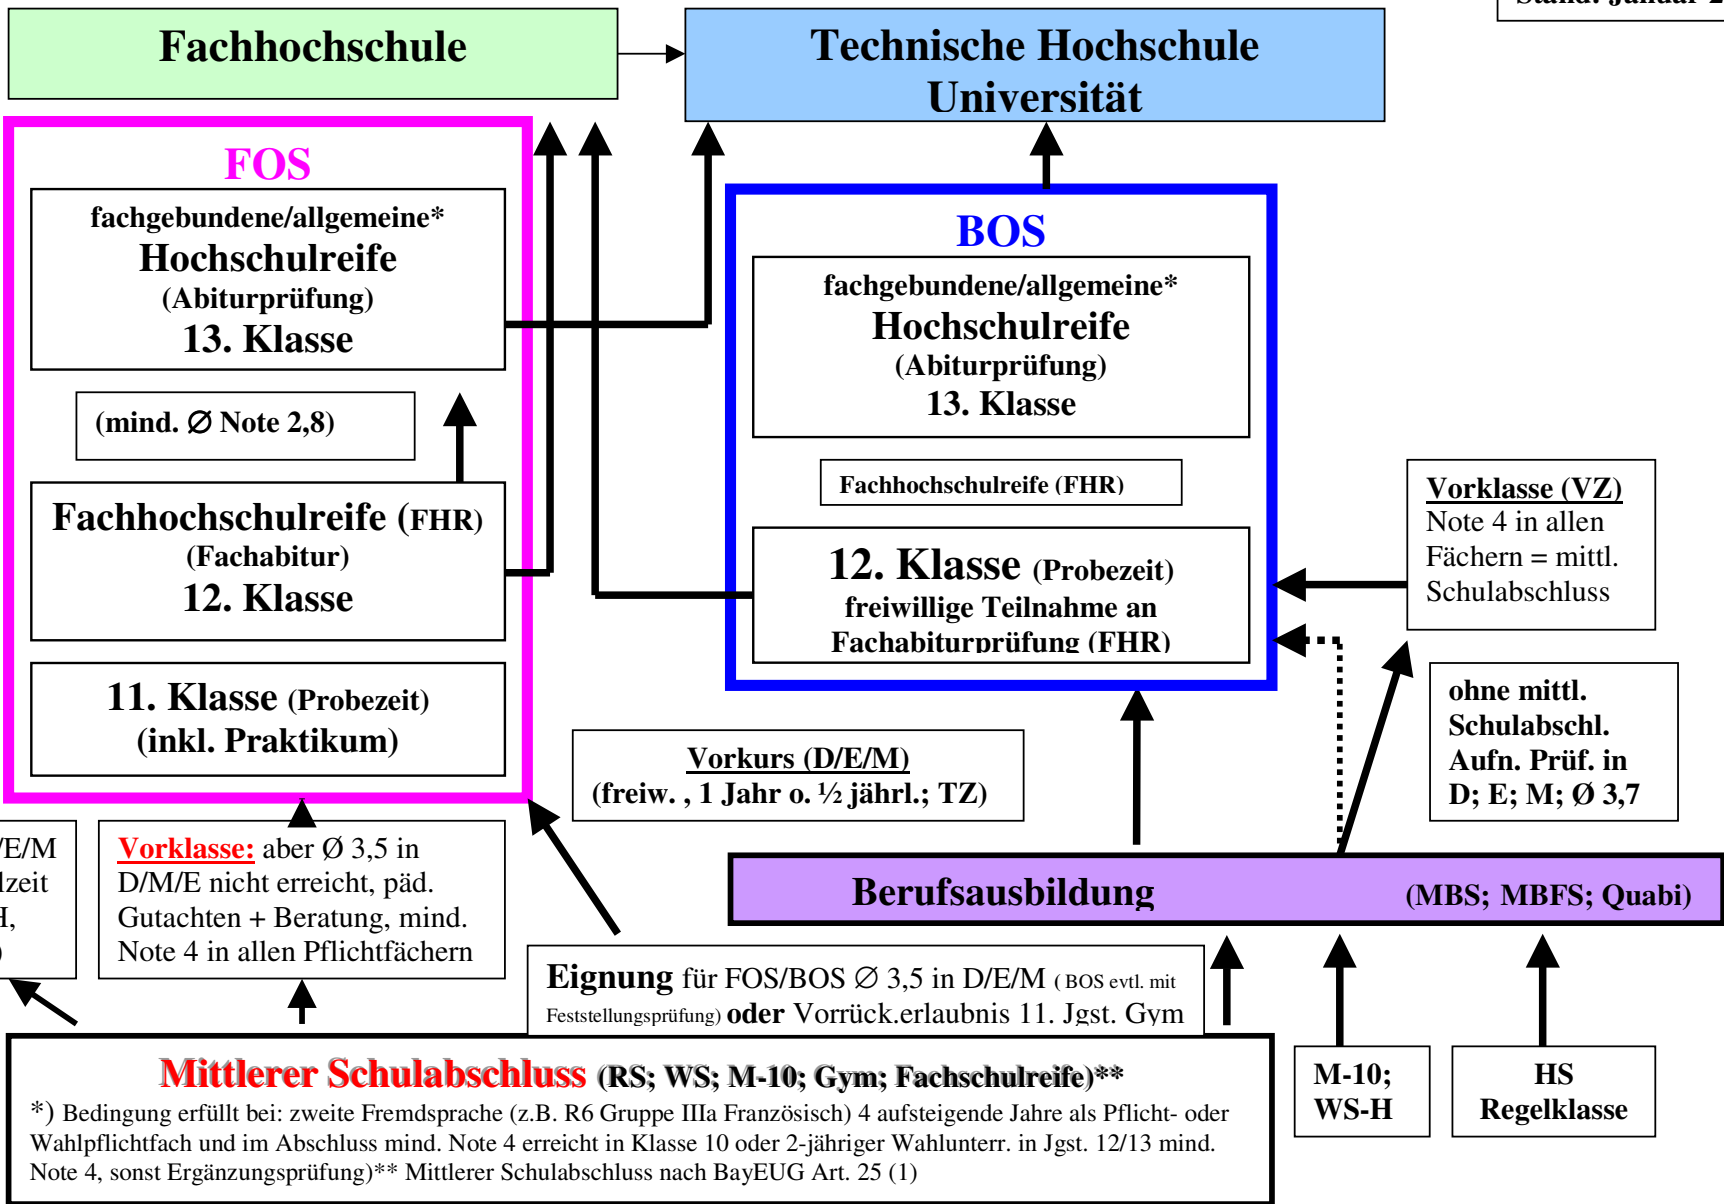 Stand: Januar 2
Fachhochschule
Technische Hochschule
Universität
FOS
fachgebundene/allgemeine*
Hochschulreife
(Abiturprüfung)
13. Klasse
(mind. Ø Note 2,8)
Fachhochschulreife (FHR)
(Fachabitur)
12. Klasse
11. Klasse (Probezeit)
(inkl. Praktikum)
BOS
fachgebundene/allgemeine*
Hochschulreife
(Abiturprüfung)
13. Klasse
Fachhochschulreife (FHR)
12. Klasse (Probezeit)
freiwillige Teilnahme an
Fachabiturprüfung (FHR)
Vorklasse (VZ)
Note 4 in allen
Fächern = mittl.
Schulabschluss
ohne mittl.
Schulabschl.
Aufn. Prüf. in
D; E; M; Ø 3,7
Vorkurs (D/E/M)
(freiw. , 1 Jahr o. ½ jährl.; TZ)
/E/M
lzeit
H,
)
Vorklasse: aber Ø 3,5 in
D/M/E nicht erreicht, päd.
Gutachten + Beratung, mind.
Note 4 in allen Pflichtfächern
Berufsausbildung (MBS; MBFS; Quabi)
Eignung für FOS/BOS Ø 3,5 in D/E/M ( BOS evtl. mit
Feststellungsprüfung) oder Vorrück.erlaubnis 11. Jgst. Gym
Mittlerer Schulabschluss (RS; WS; M-10; Gym; Fachschulreife)**
*) Bedingung erfüllt bei: zweite Fremdsprache (z.B. R6 Gruppe IIIa Französisch) 4 aufsteigende Jahre als Pflicht- oder
Wahlpflichtfach und im Abschluss mind. Note 4 erreicht in Klasse 10 oder 2-jähriger Wahlunterr. in Jgst. 12/13 mind.
Note 4, sonst Ergänzungsprüfung)** Mittlerer Schulabschluss nach BayEUG Art. 25 (1)
M-10;
WS-H
HS
Regelklasse